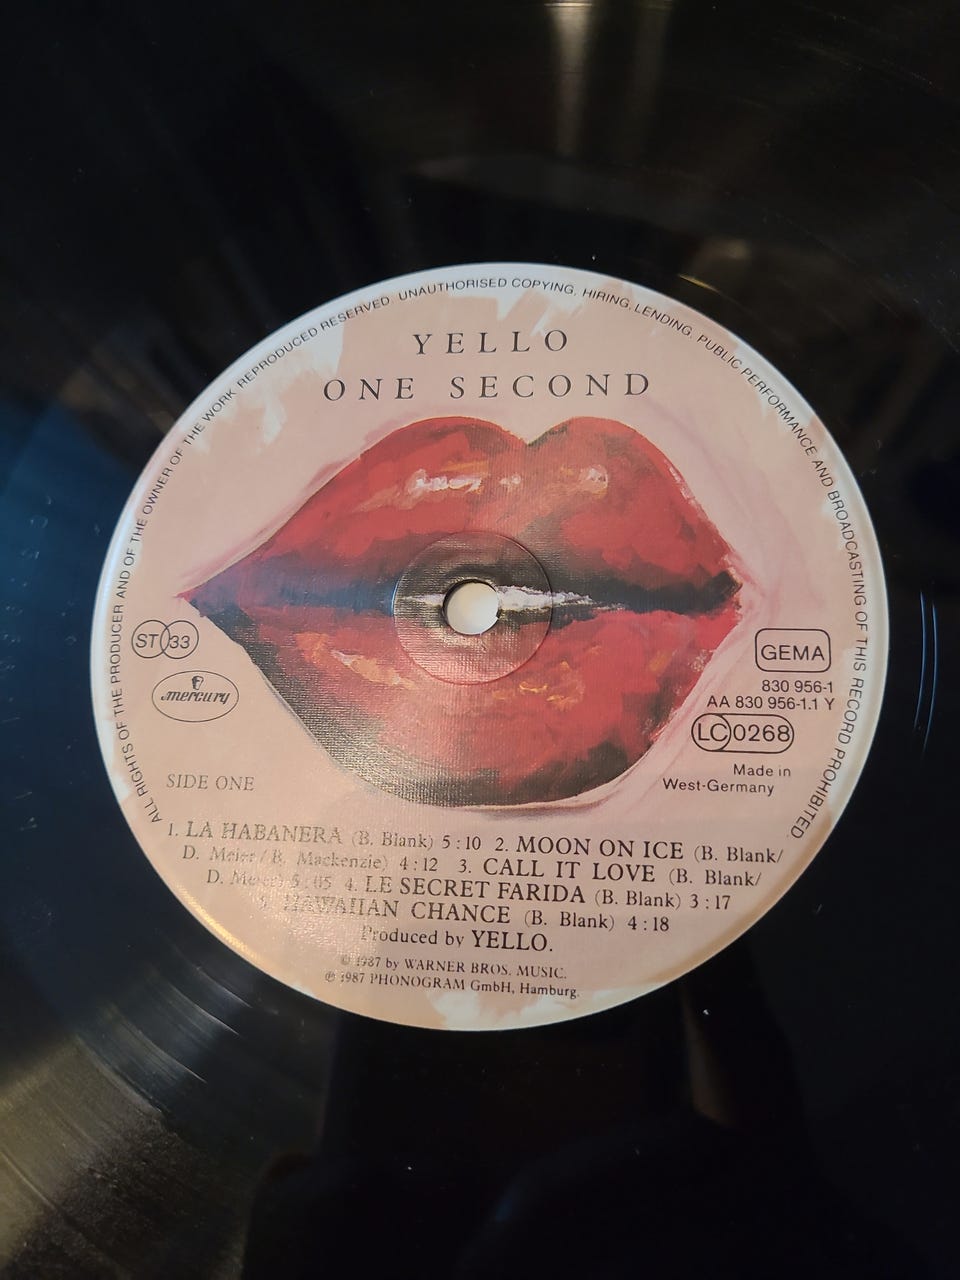 ALL RIGHTS OF THE PRODUCER AND OF THE OWNER OF THE WORK REPRODUCED RESERVED. UNAUTHORISED COPYING, HIRING, LENDING, PUBLIC PERFORMANCE AND BROADCASTING OF THIS RECORD PROHIBITED
YELLO
ONE SECOND
ST 33
mercury
GEMA
830 956-1
AA 830 956-1.1 Y
LC 0268
Made in
West-Germany
SIDE ONE
1. LA HABANERA (B. Blank) 5:10 2. MOON ON ICE (B. Blank/
D. Meier/B. Mackenzie) 4:12 3. CALL IT LOVE (B. Blank/
D. Meier) 5:05 4. LE SECRET FARIDA (B. Blank) 3:17
5. HAWAIIAN CHANCE (B. Blank) 4:18
Produced by YELLO.
© 1987 by WARNER BROS. MUSIC.
℗ 1987 PHONOGRAM GmbH, Hamburg.